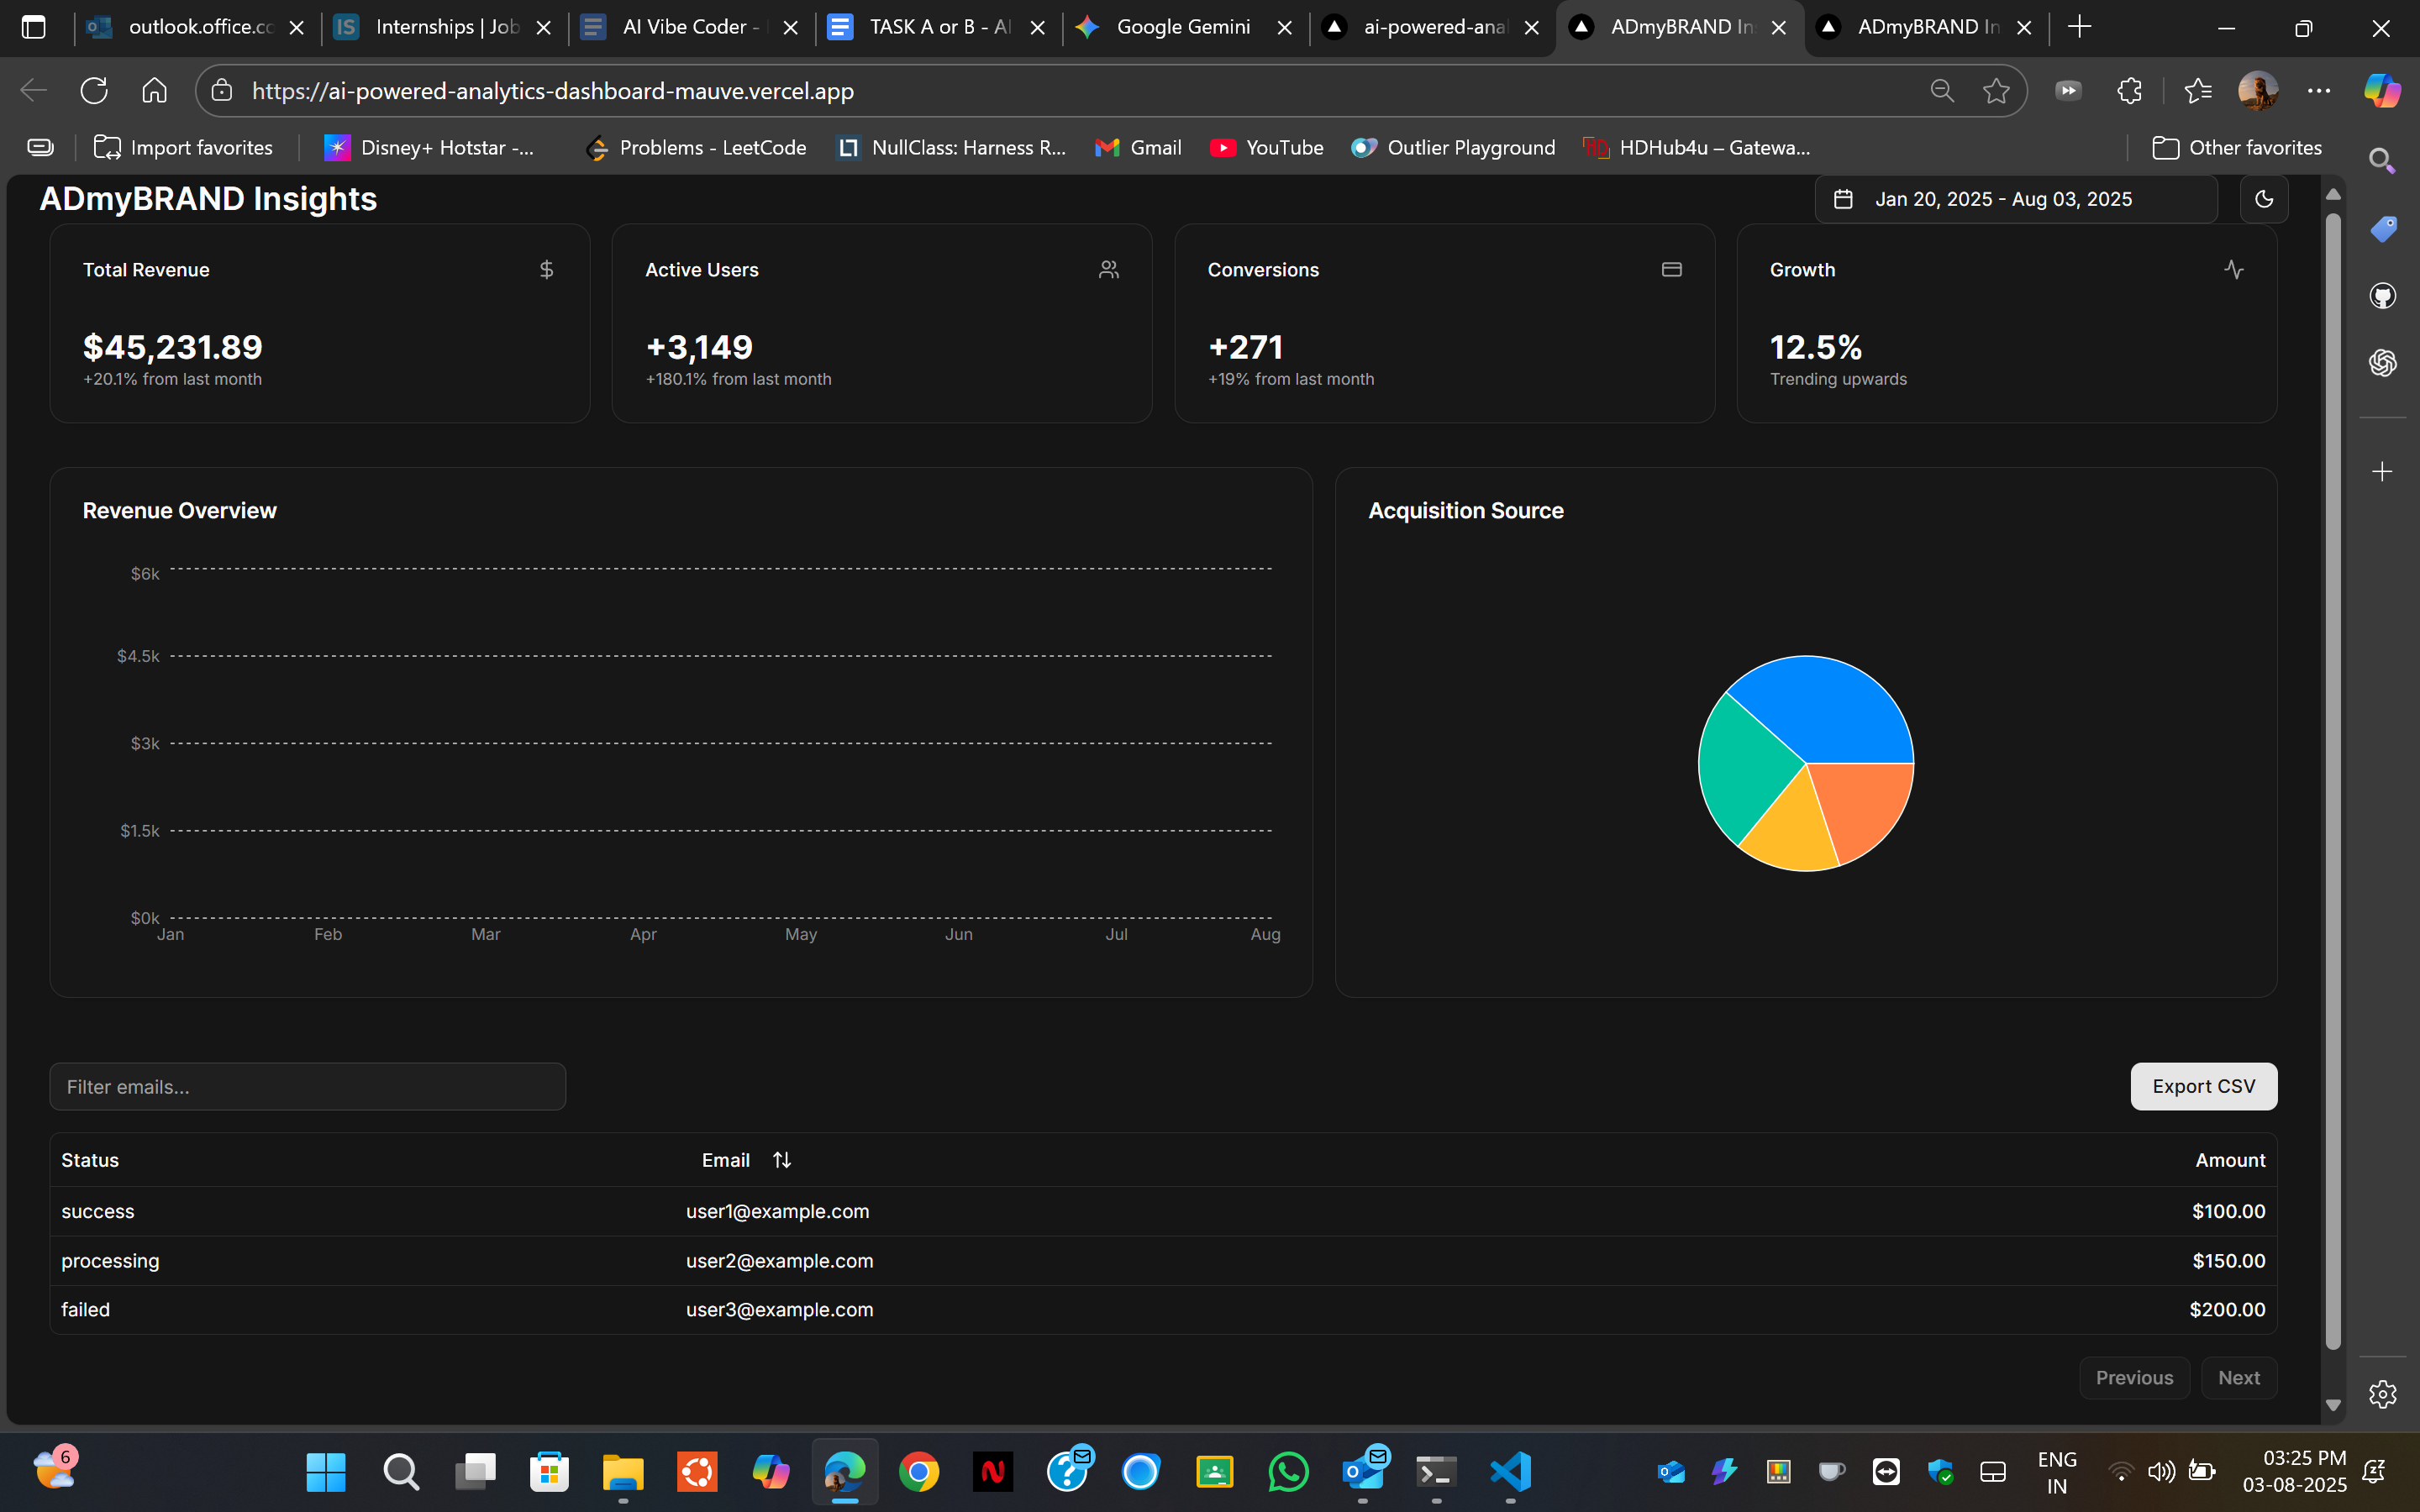 outlook.office.co
IS Internships | Job
AI Vibe Coder -
TASK A or B - AI
Google Gemini
ai-powered-anal
ADmyBRAND In
ADmyBRAND In
https://ai-powered-analytics-dashboard-mauve.vercel.app
Import favorites
Disney+ Hotstar -...
Problems - LeetCode
NullClass: Harness R...
Gmail
YouTube
Outlier Playground
HD HDHub4u – Gatewa...
Other favorites
ADmyBRAND Insights
Jan 20, 2025 - Aug 03, 2025
Total Revenue $
$45,231.89
+20.1% from last month
Active Users
+3,149
+180.1% from last month
Conversions
+271
+19% from last month
Growth
12.5%
Trending upwards
Revenue Overview
$6k
$4.5k
$3k
$1.5k
$0k
Jan Feb Mar Apr May Jun Jul Aug
Acquisition Source
Filter emails...
Export CSV
Status Email Amount
success user1@example.com $100.00
processing user2@example.com $150.00
failed user3@example.com $200.00
Previous Next
6
ENG
IN
03:25 PM
03-08-2025